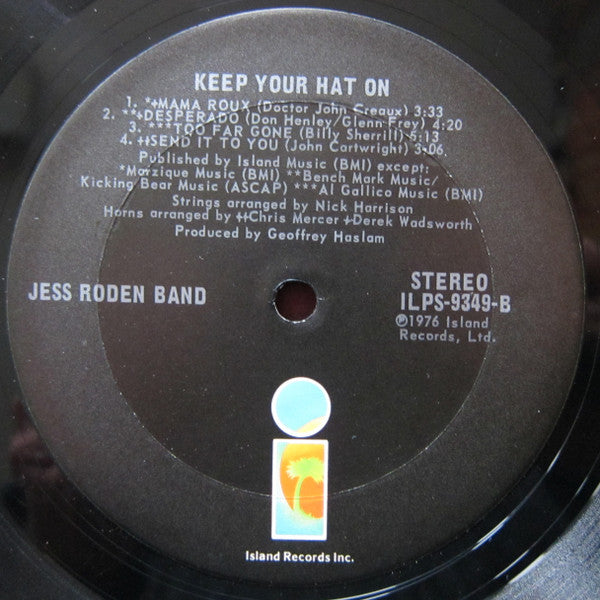 KEEP YOUR HAT ON
1. *‡MAMA ROUX (Doctor John Creaux) 3:33
2. **‡DESPERADO (Don Henley/Glenn Frey) 4:20
3. ***TOO FAR GONE (Billy Sherrill) 5:13
4. ‡‡SEND IT TO YOU (John Cartwright) 3:06
Published by Island Music (BMI) except:
*Marzique Music (BMI) **Bench Mark Music/
Kicking Bear Music (ASCAP) ***Al Gallico Music (BMI)
Strings arranged by Nick Harrison
Horns arranged by ‡‡Chris Mercer ‡Derek Wadsworth
Produced by Geoffrey Haslam
JESS RODEN BAND
STEREO
ILPS-9349-B
℗1976 Island
Records, Ltd.
i
Island Records Inc.